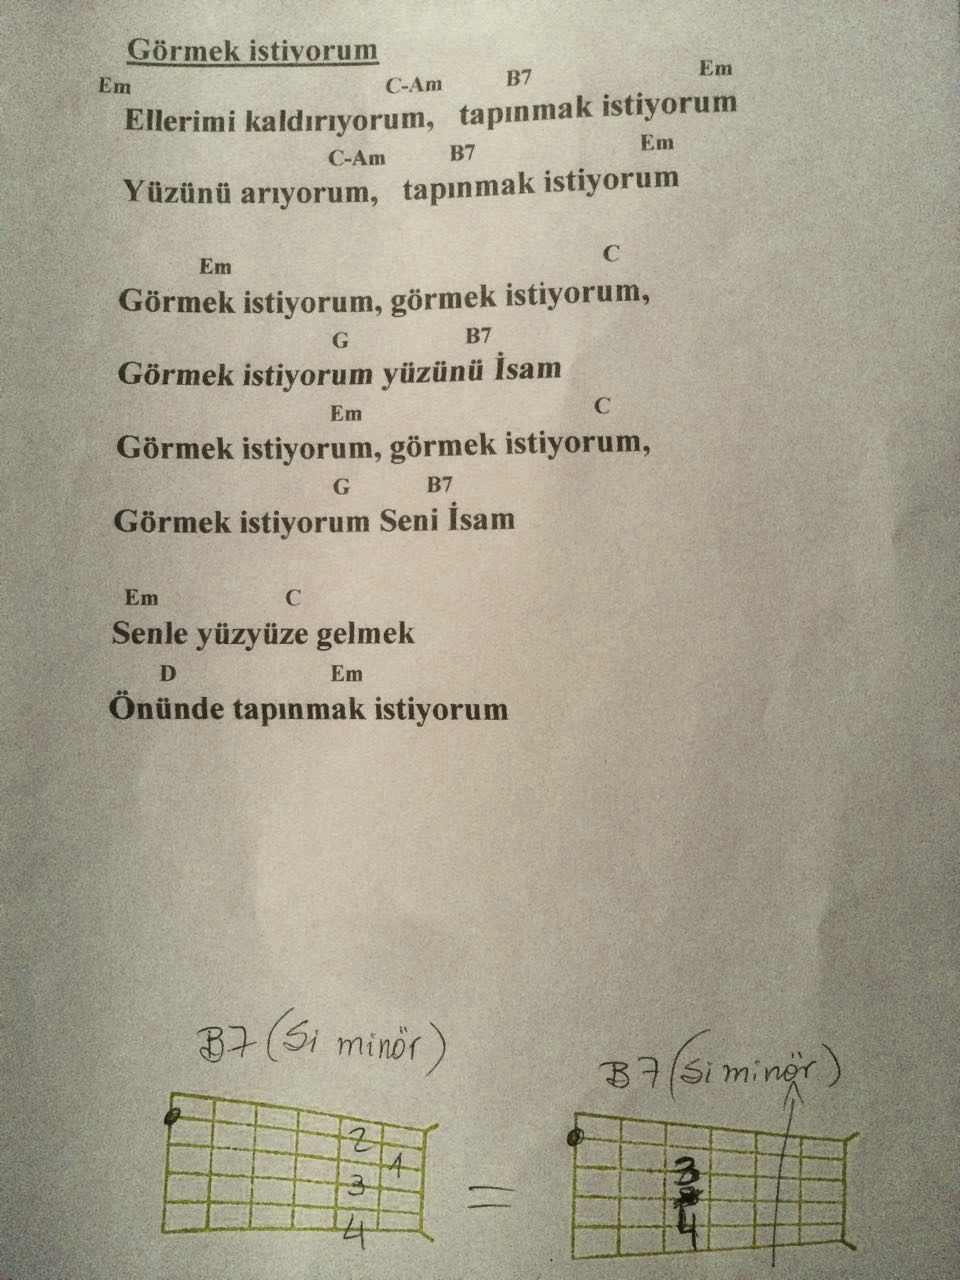 Görmek istiyorum
Em C-Am B7 Em
Ellerimi kaldırıyorum, tapınmak istiyorum
C-Am B7 Em
Yüzünü arıyorum, tapınmak istiyorum
Em C
Görmek istiyorum, görmek istiyorum,
G B7
Görmek istiyorum yüzünü İsam
Em C
Görmek istiyorum, görmek istiyorum,
G B7
Görmek istiyorum Seni İsam
Em C
Senle yüzyüze gelmek
D Em
Önünde tapınmak istiyorum
B7 (Si minör) B7 (Si minör)
2
1
3
4
=
3
4